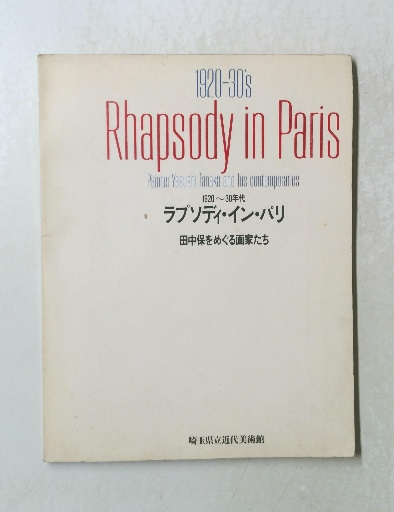 1920-30's
Rhapsody in Paris
Painter Yasushi Tanaka and his contemporaries
1920〜30年代
ラプソディ・イン・パリ
田中保をめぐる画家たち
埼玉県立近代美術館